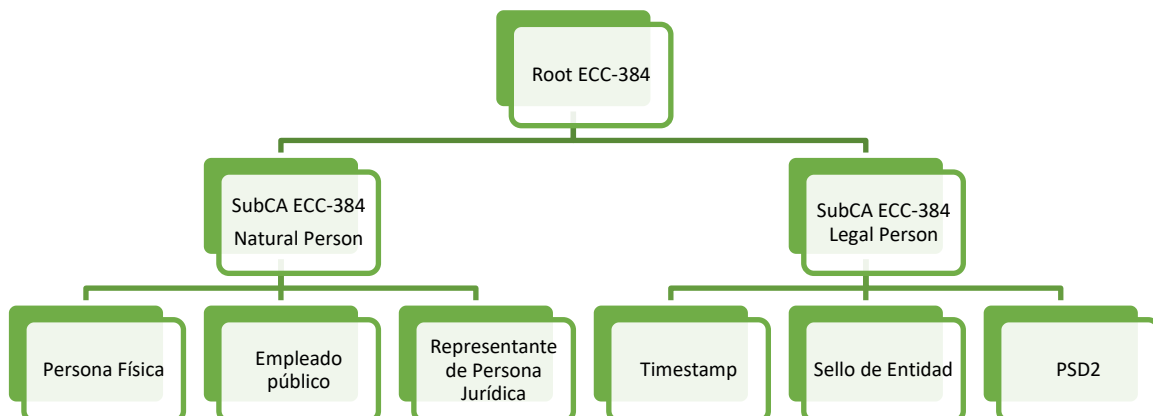 Root ECC-384
SubCA ECC-384
Natural Person
SubCA ECC-384
Legal Person
Persona Física
Empleado
público
Representante
de Persona
Jurídica
Timestamp
Sello de Entidad
PSD2